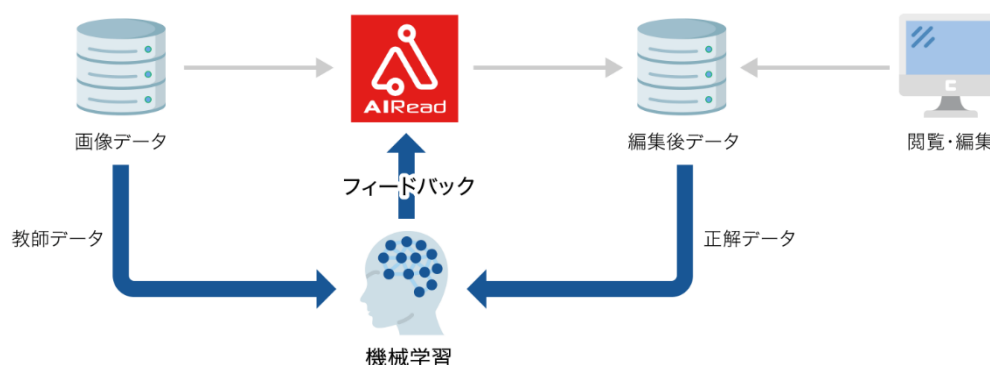 AIRead
画像データ
編集後データ
閲覧・編集
フィードバック
教師データ
正解データ
機械学習